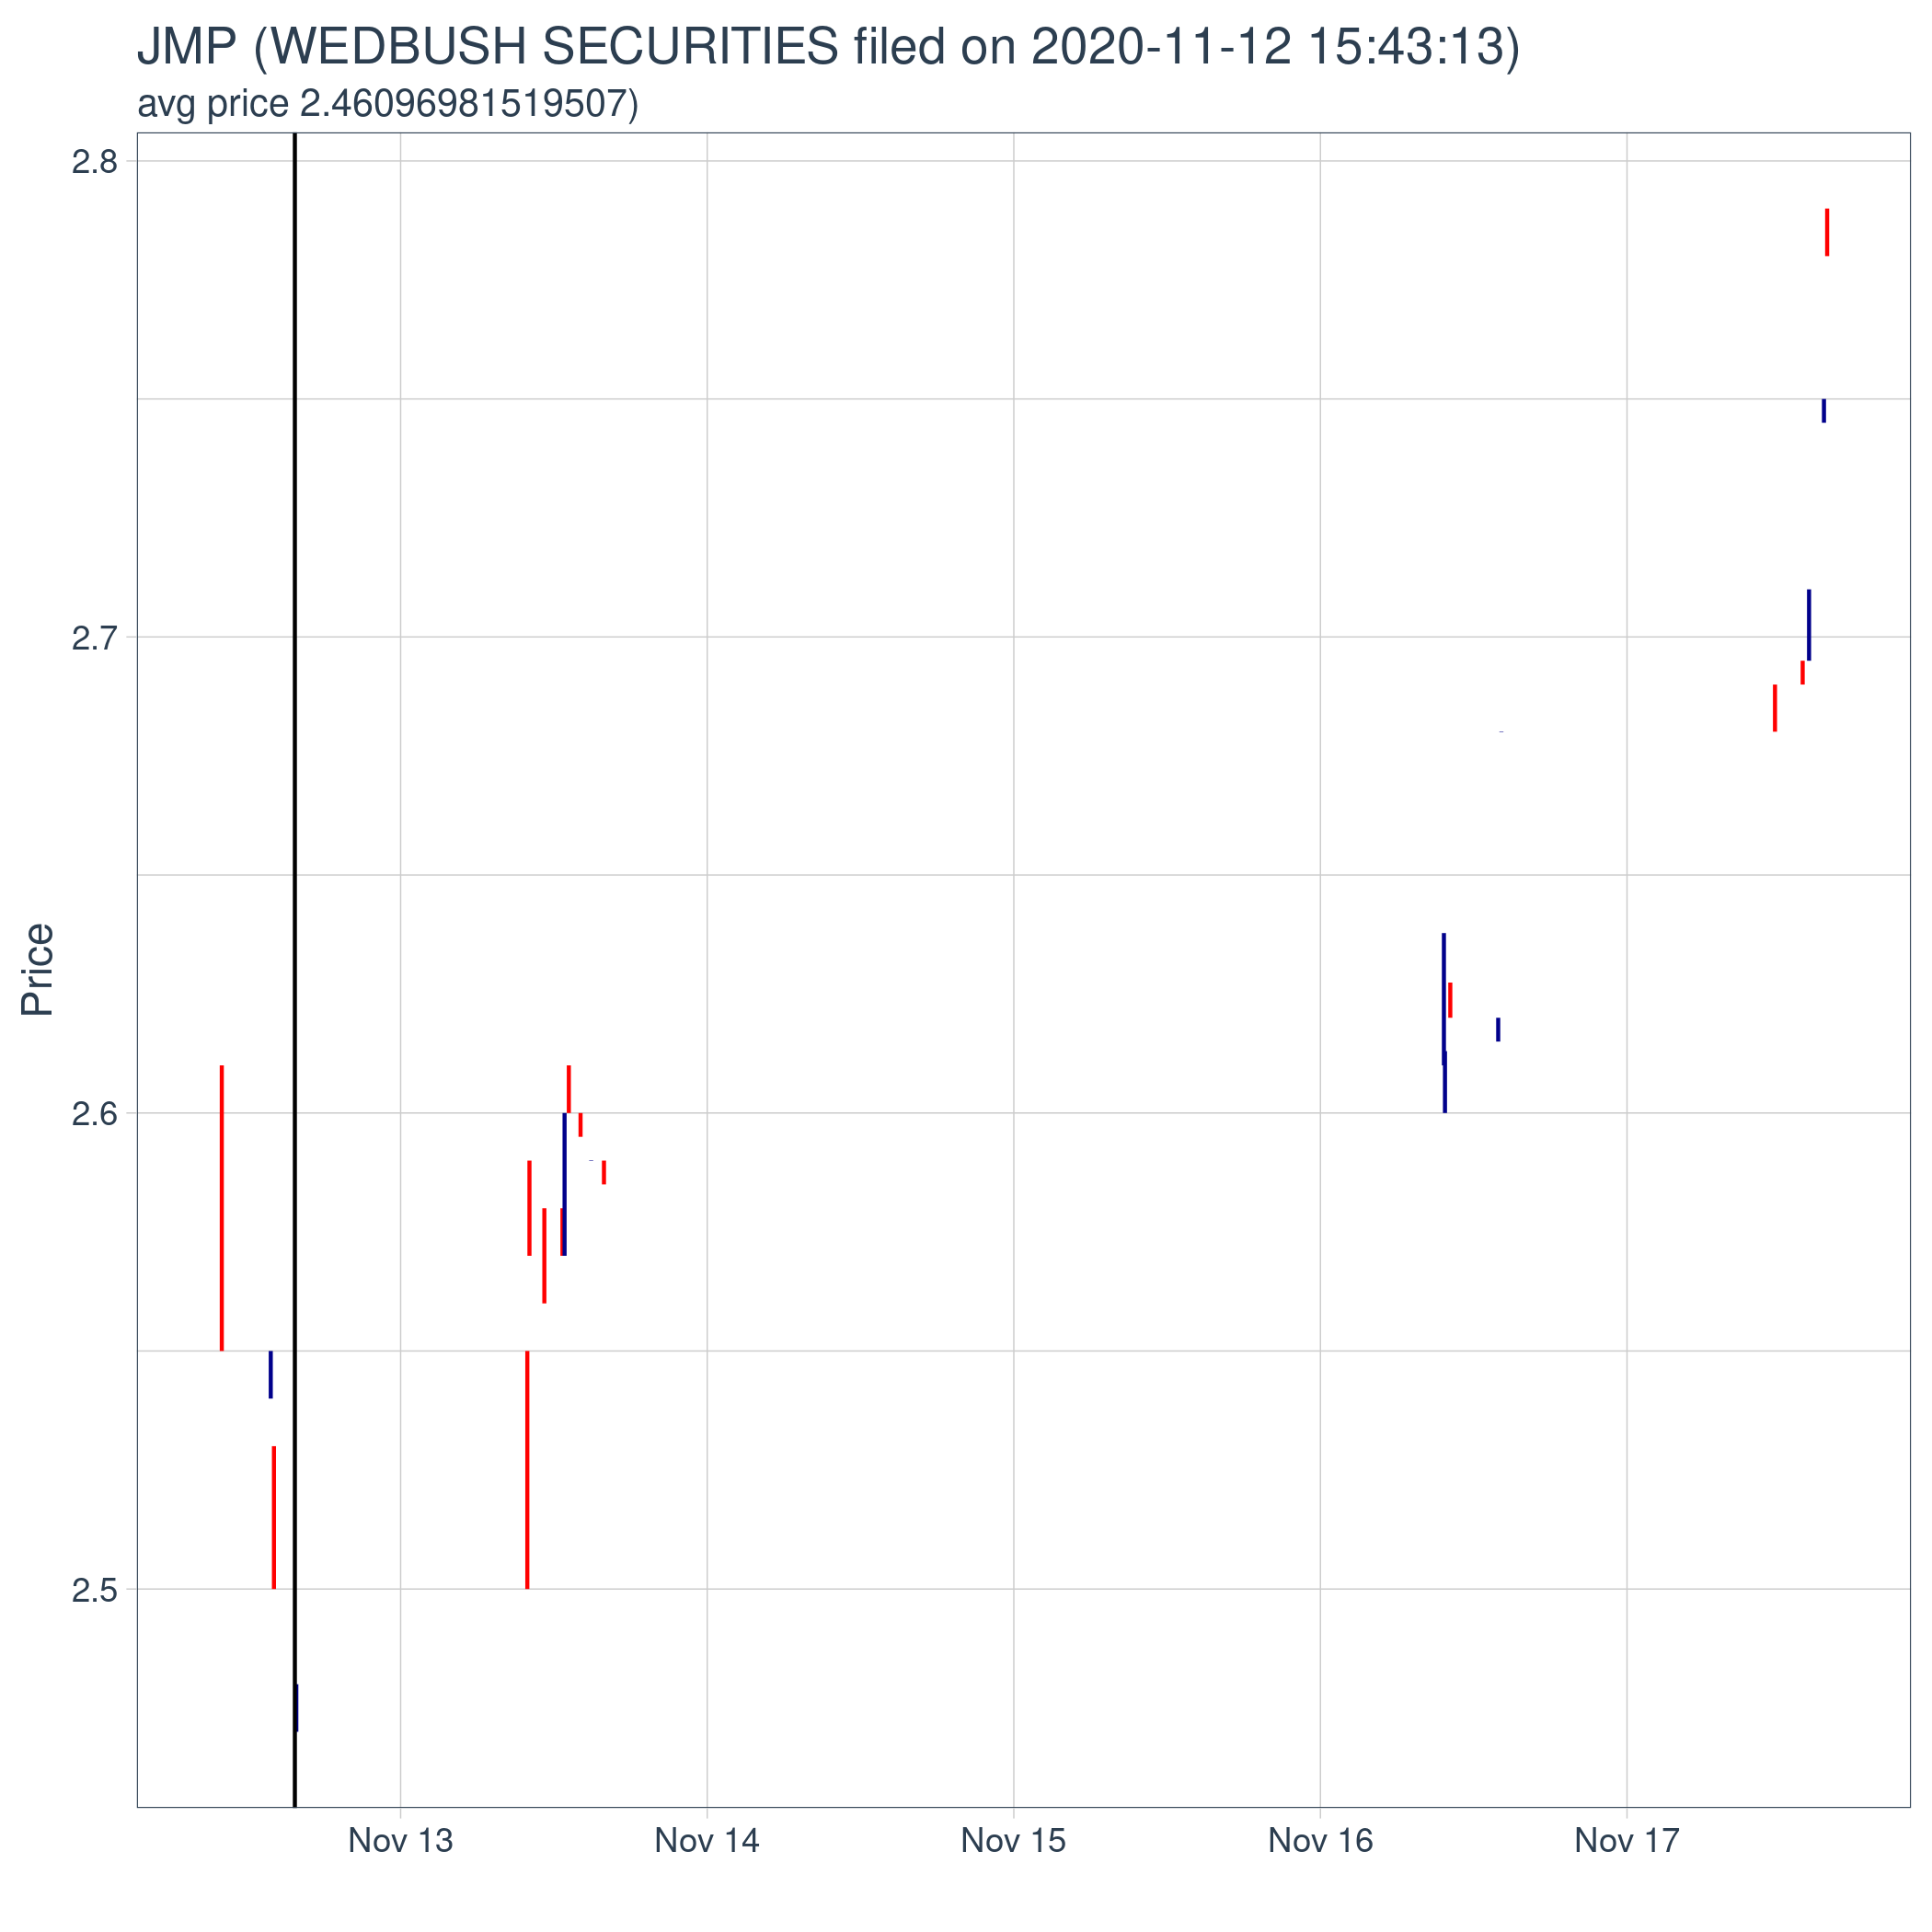 JMP (WEDBUSH SECURITIES filed on 2020-11-12 15:43:13)
avg price 2.46096981519507)
2.8
2.7
2.6
2.5
Price
Nov 13
Nov 14
Nov 15
Nov 16
Nov 17